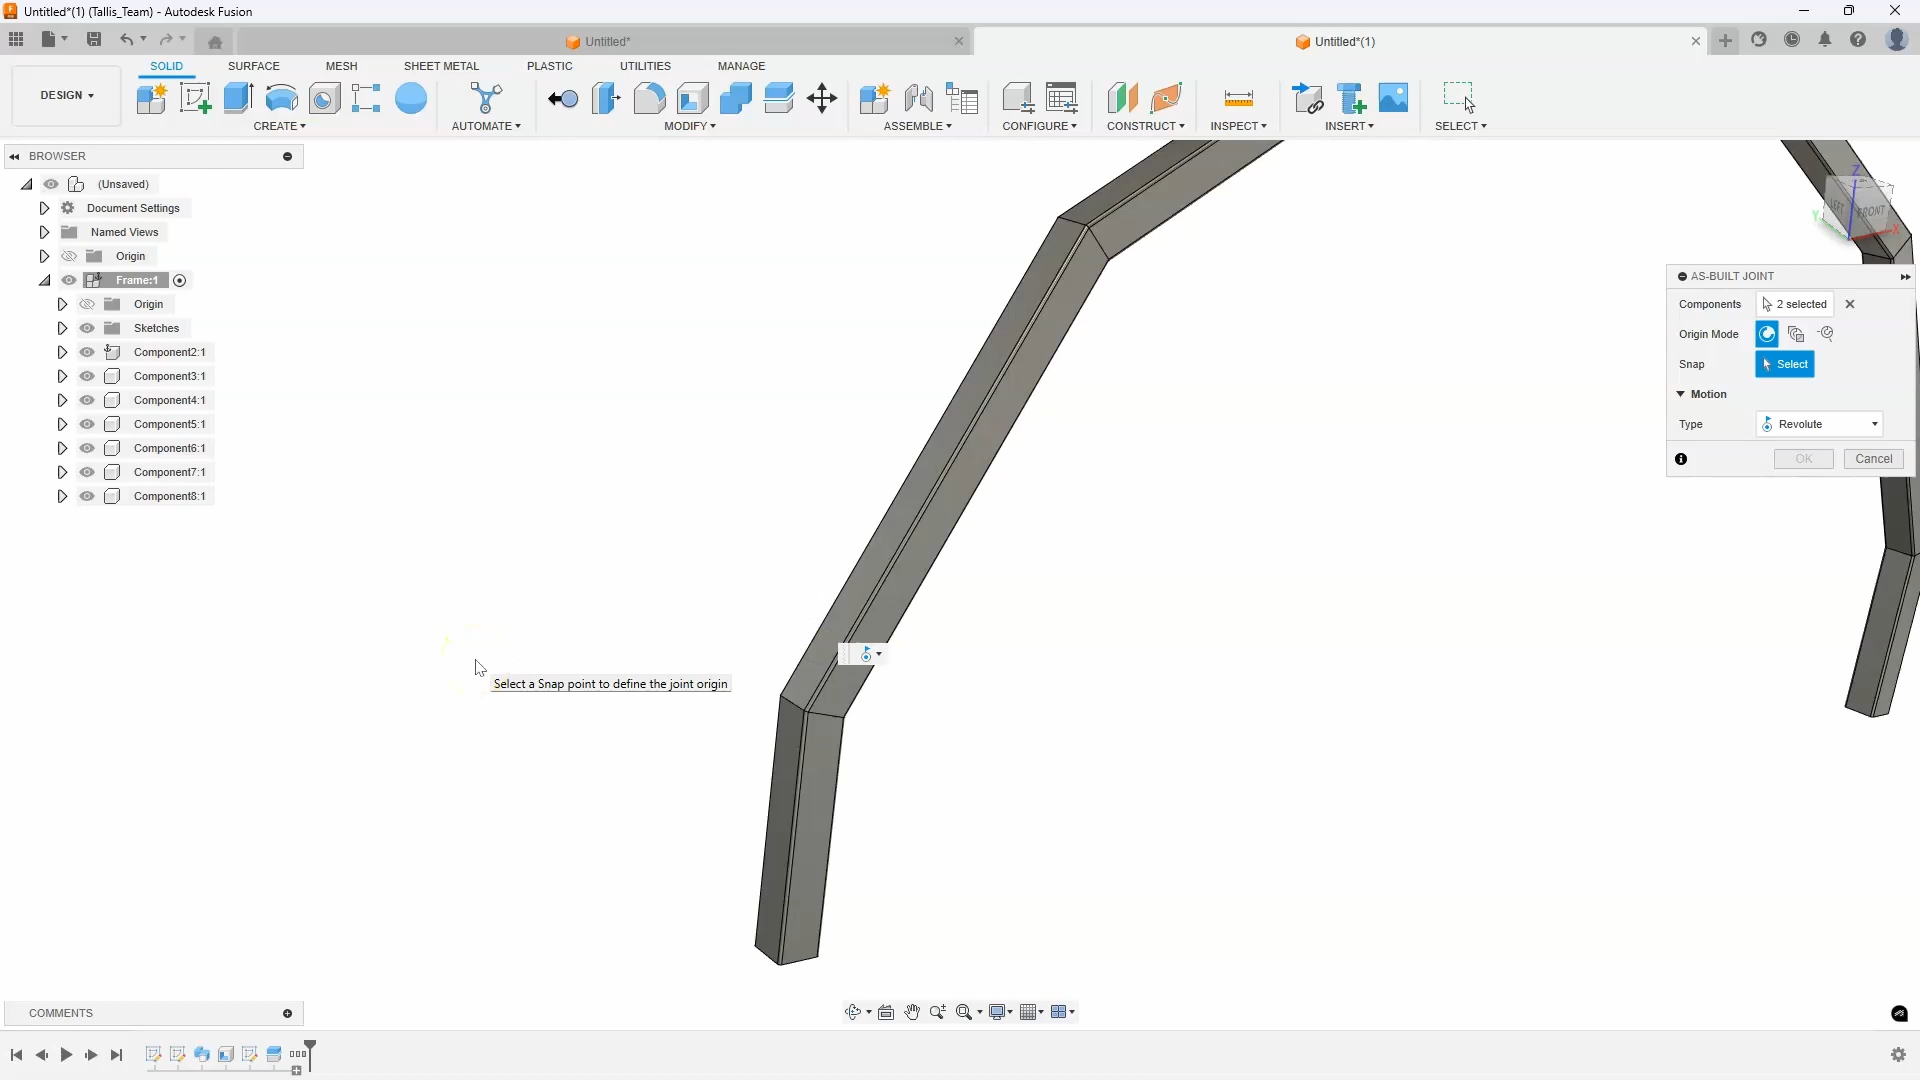 Untitled*(1) (Tallis_Team) - Autodesk Fusion
Untitled*
Untitled*(1)
DESIGN
SOLID
SURFACE
MESH
SHEET METAL
PLASTIC
UTILITIES
MANAGE
CREATE
AUTOMATE
MODIFY
ASSEMBLE
CONFIGURE
CONSTRUCT
INSPECT
INSERT
SELECT
BROWSER
(Unsaved)
Document Settings
Named Views
Origin
Frame:1
Origin
Sketches
Component2:1
Component3:1
Component4:1
Component5:1
Component6:1
Component7:1
Component8:1
Z
LEFT
FRONT
Y
X
AS-BUILT JOINT
Components
2 selected
Origin Mode
Snap
Select
Motion
Type
Revolute
OK
Cancel
Select a Snap point to define the joint origin
COMMENTS